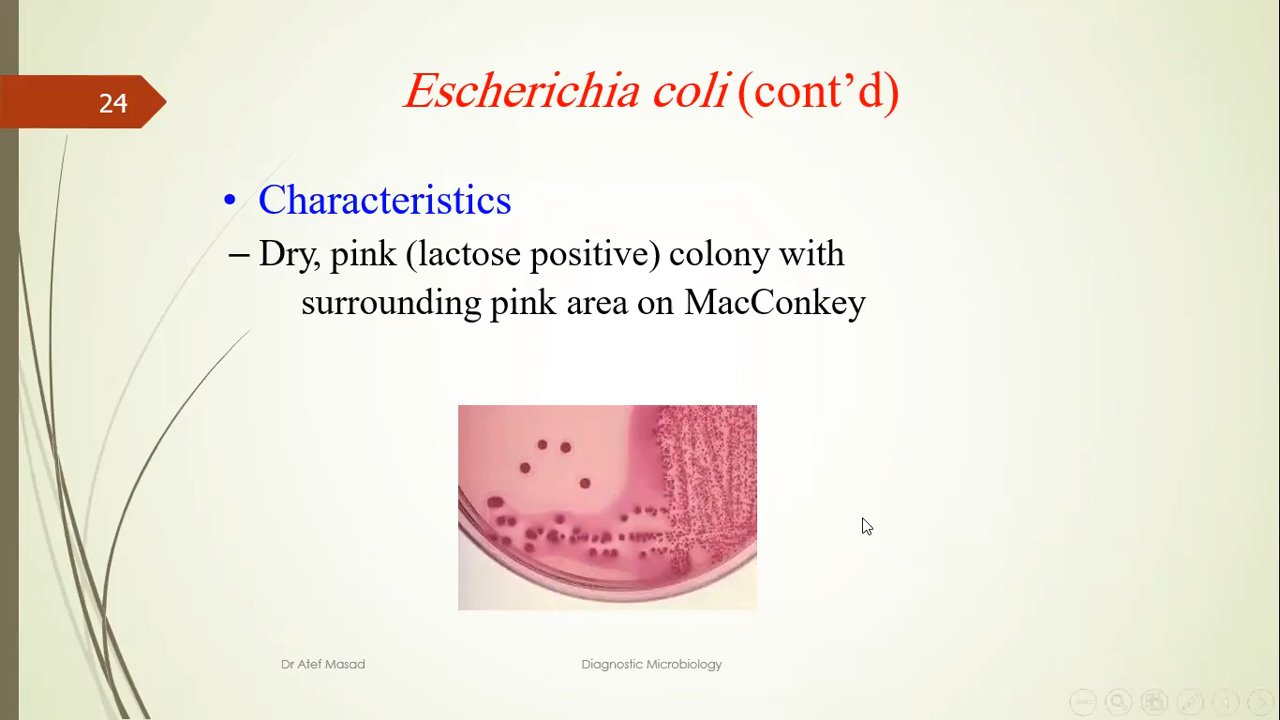 24
Escherichia coli (cont’d)
• Characteristics
– Dry, pink (lactose positive) colony with
surrounding pink area on MacConkey
Dr Atef Masad
Diagnostic Microbiology